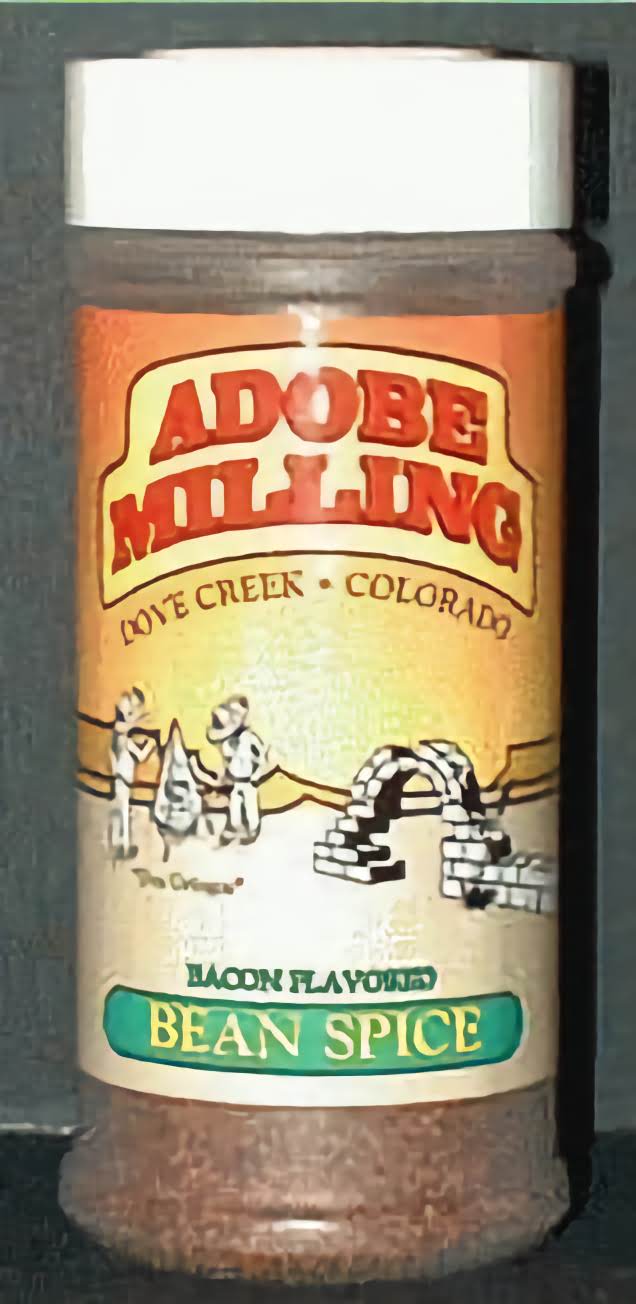 ADOBE
MILLING
DOVE CREEK • COLORADO
BACON FLAVORED
BEAN SPICE